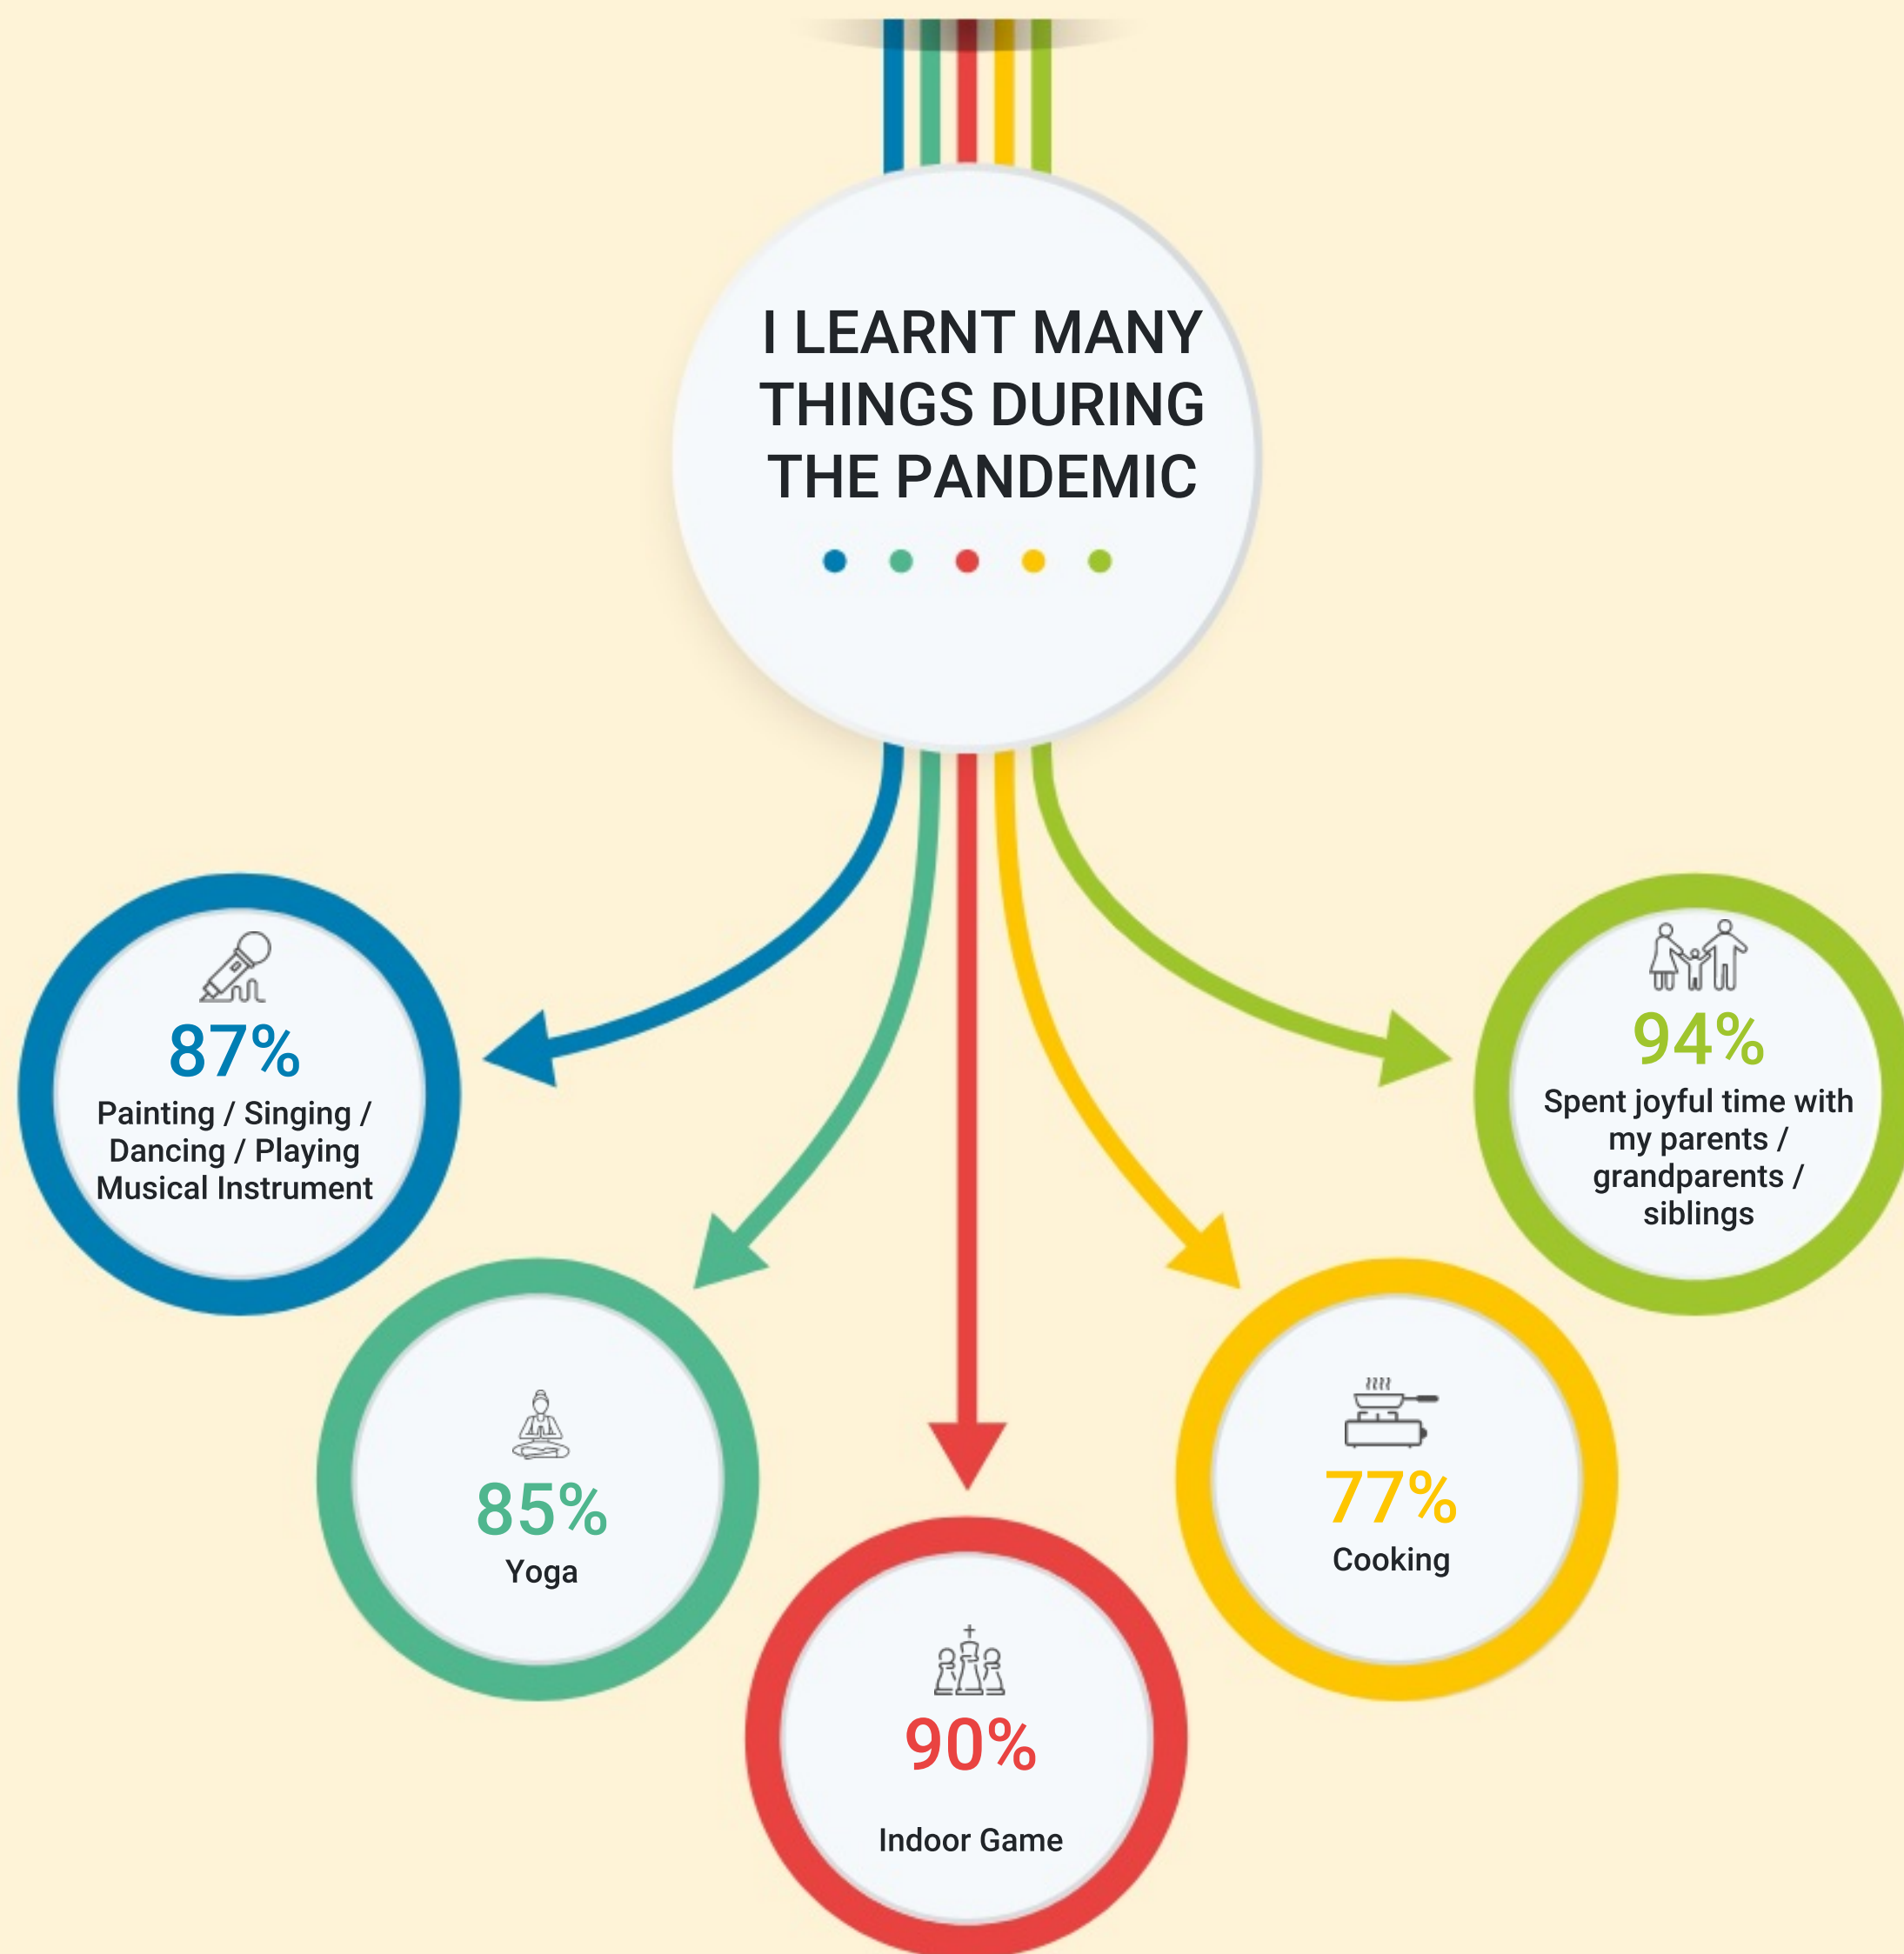 I LEARNT MANY
THINGS DURING
THE PANDEMIC
87%
Painting / Singing /
Dancing / Playing
Musical Instrument
85%
Yoga
90%
Indoor Game
77%
Cooking
94%
Spent joyful time with
my parents /
grandparents /
siblings